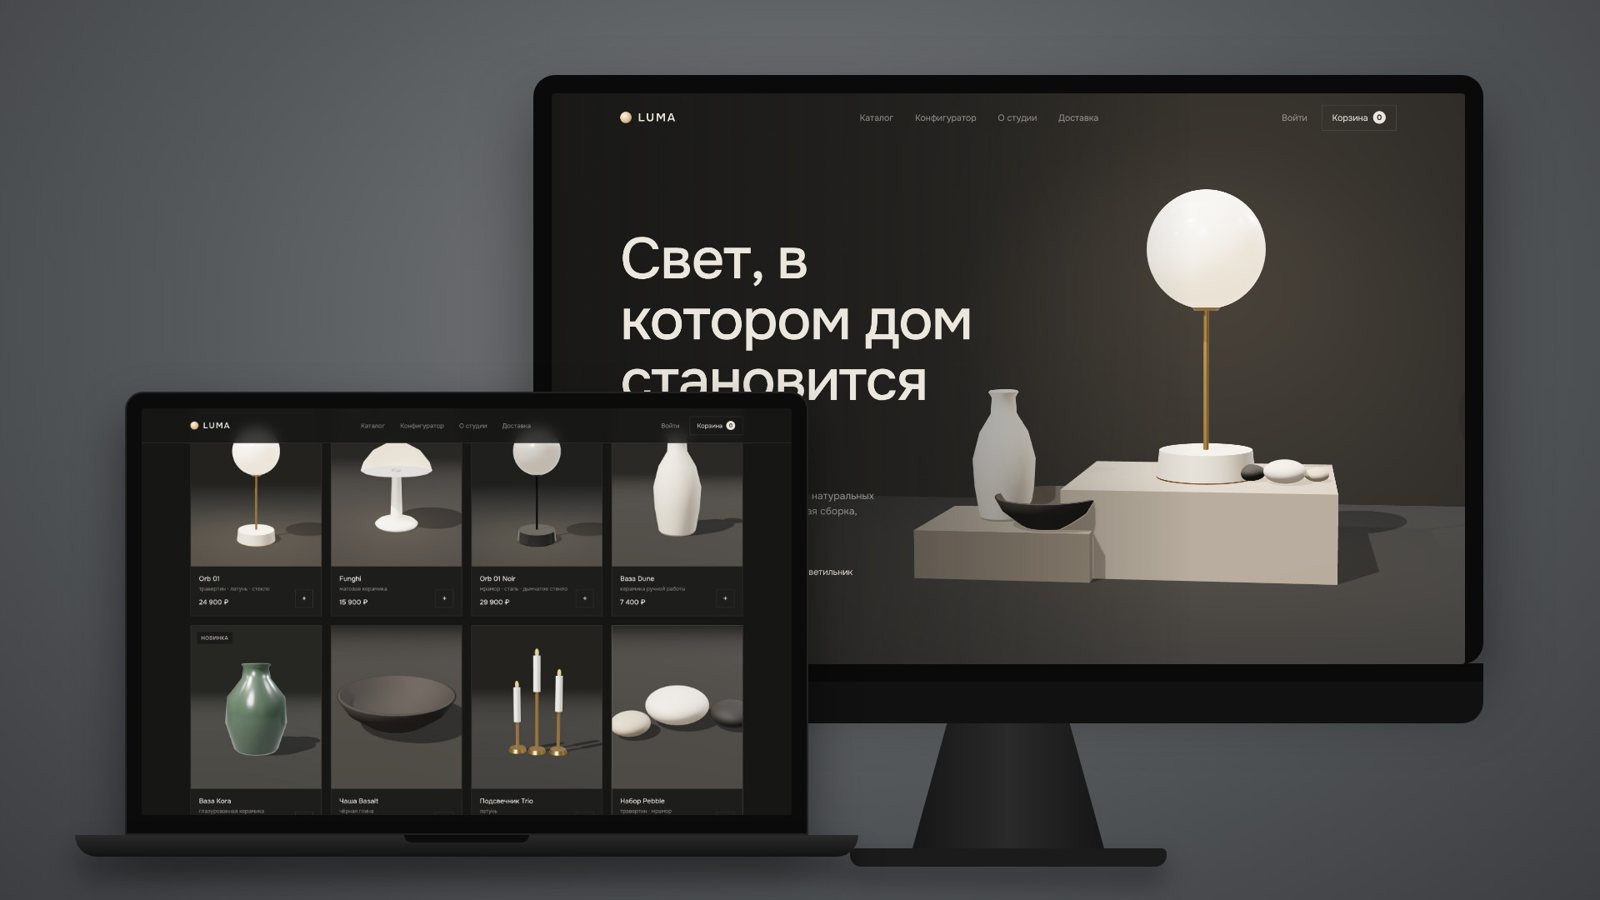 LUMA
Каталог Конфигуратор О студии Доставка
Войти Корзина 0
Свет, в
котором дом
становится
натуральных
ая сборка,
ветильник
LUMA
Каталог Конфигуратор О студии Доставка
Войти Корзина 0
Orb 01
травертин · латунь · стекло
24 900 ₽
+
Funghi
матовая керамика
15 900 ₽
+
Orb 01 Noir
мрамор · сталь · дымчатое стекло
29 900 ₽
+
Ваза Dune
керамика ручной работы
7 400 ₽
+
НОВИНКА
Ваза Kora
глазурованная керамика
Чаша Basalt
чёрная глина
Подсвечник Trio
латунь
Набор Pebble
травертин · мрамор